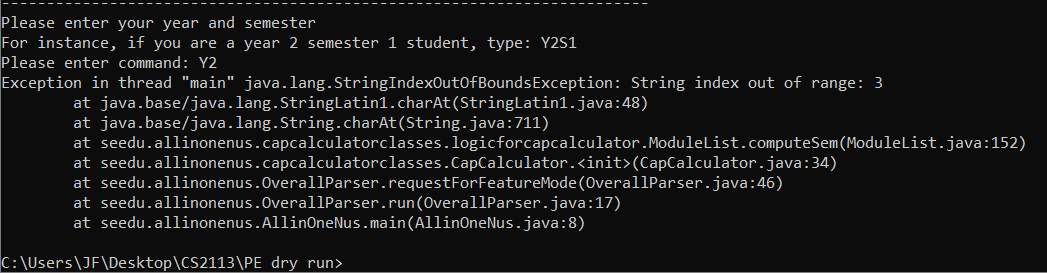 ------------------------------------------------------------------------
Please enter your year and semester
For instance, if you are a year 2 semester 1 student, type: Y2S1
Please enter command: Y2
Exception in thread "main" java.lang.StringIndexOutOfBoundsException: String index out of range: 3
        at java.base/java.lang.StringLatin1.charAt(StringLatin1.java:48)
        at java.base/java.lang.String.charAt(String.java:711)
        at seedu.allinonenus.capcalculatorclasses.logicforcapcalculator.ModuleList.computeSem(ModuleList.java:152)
        at seedu.allinonenus.capcalculatorclasses.CapCalculator.<init>(CapCalculator.java:34)
        at seedu.allinonenus.OverallParser.requestForFeatureMode(OverallParser.java:46)
        at seedu.allinonenus.OverallParser.run(OverallParser.java:17)
        at seedu.allinonenus.AllinOneNus.main(AllinOneNus.java:8)
C:\Users\JF\Desktop\CS2113\PE dry run>